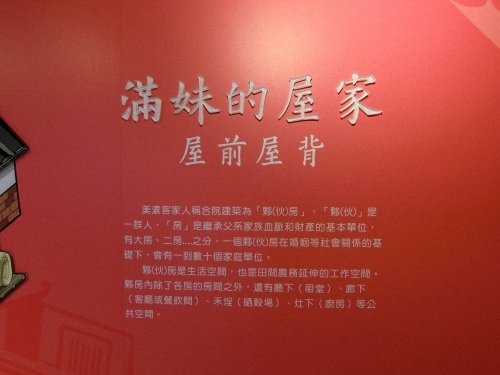 滿妹的屋家
屋前屋背
美濃客家人稱合院建築為「夥(伙)房」，「夥(伙)」是
一群人，「房」是繼承父系家族血脈和財產的基本單位，
有大房、二房....之分，一個夥(伙)房在婚姻等社會關係的基
礎下，會有一到數十個家庭單位。
夥(伙)房是生活空間，也是田間農務延伸的工作空間。
夥房內除了各房的房間之外，還有廳下（祖堂）、廊下
（客廳或餐飲間）、禾埕（曬穀場）、灶下（廚房）等公
共空間。